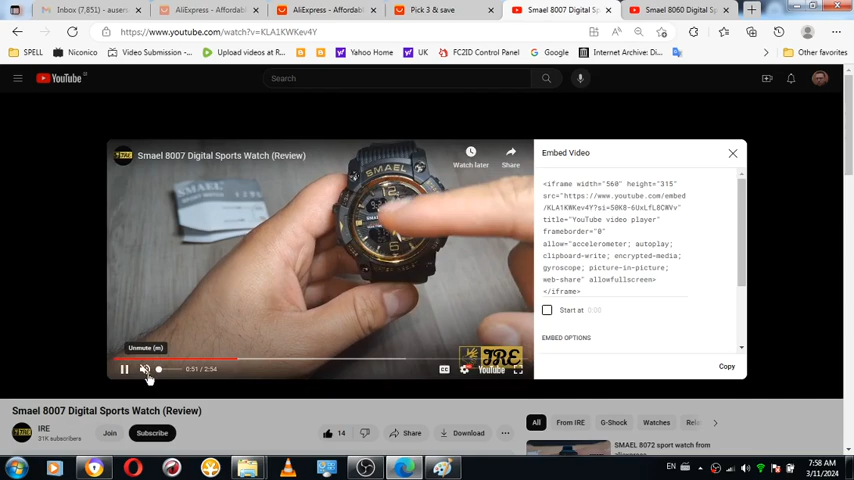 Inbox (7,851) - ausers
AliExpress - Affordabl
AliExpress - Affordabl
Pick 3 & save
Smael 8007 Digital Sp
Smael 8060 Digital Sp
https://www.youtube.com/watch?v=KLA1KWKev4Y
SPELL
Niconico
Video Submission -...
Upload videos at R...
Yahoo Home
UK
FC2ID Control Panel
Google
Internet Archive: Di...
Other favorites
YouTube
Search
Smael 8007 Digital Sports Watch (Review)
Watch later
Share
SMAEL
SMAEL
SPORT WATCH
IRE
Unmute (m)
0:51 / 2:54
CC
YouTube
Embed Video
<iframe width="560" height="315"
src="https://www.youtube.com/embed
/KLA1KWKev4Y?si=50K8-6UxLfL8CWVv"
title="YouTube video player"
frameborder="0"
allow="accelerometer; autoplay;
clipboard-write; encrypted-media;
gyroscope; picture-in-picture;
web-share" allowfullscreen>
</iframe>
Start at 0:00
EMBED OPTIONS
Copy
Smael 8007 Digital Sports Watch (Review)
IRE
31K subscribers
Join
Subscribe
14
Share
Download
All
From IRE
G-Shock
Watches
SMAEL 8072 sport watch from
aliexpress
EN
7:58 AM
3/11/2024